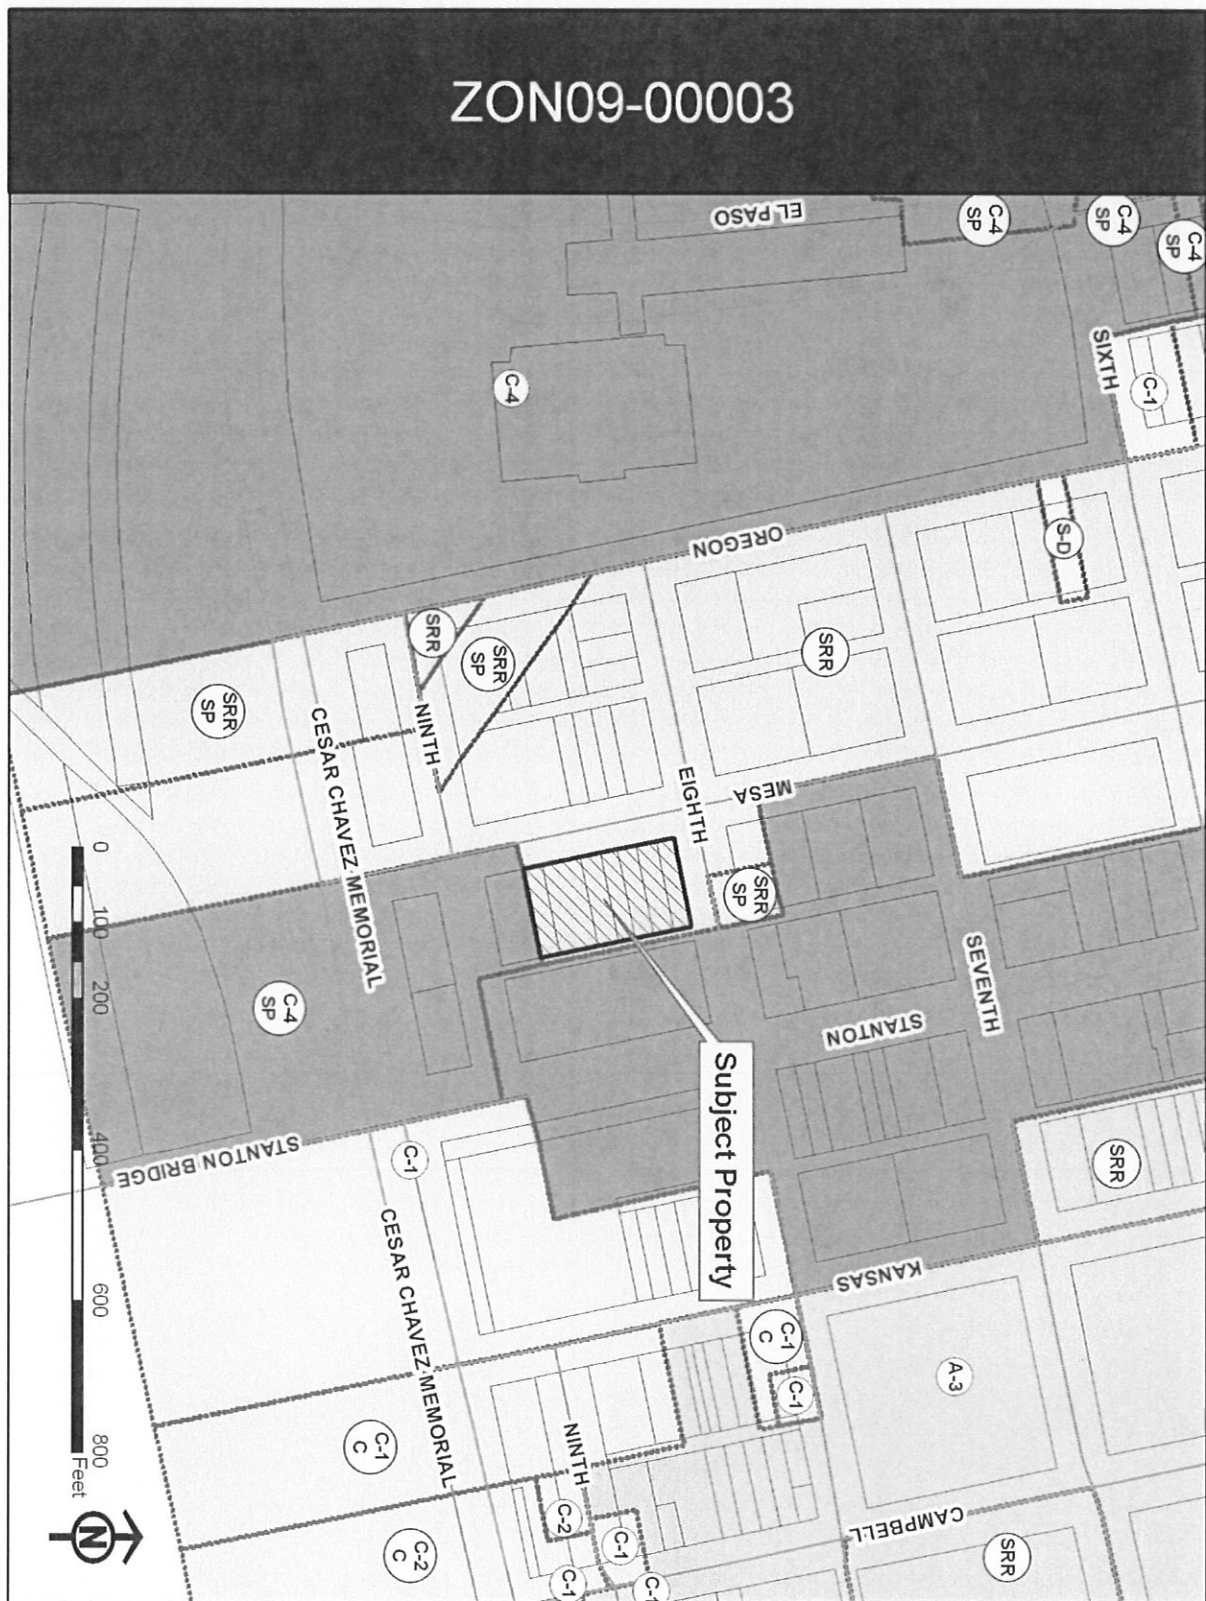 ZON09-00003
EL PASO
C-4
SP
C-4
SP
C-4
SP
SIXTH
C-1
C-4
S-D
OREGON
SRR
SRR
SP
SRR
SRR
SP
NINTH
CESAR CHAVEZ MEMORIAL
EIGHTH
MESA
SRR
SP
SEVENTH
STANTON
C-4
SP
Subject Property
STANTON BRIDGE
C-1
SRR
CESAR CHAVEZ MEMORIAL
KANSAS
C-1
C
C-1
A-3
C-1
C
NINTH
C-2
C-1
CAMPBELL
SRR
C-2
C
C-1
C-1
0
100
200
400
600
800
Feet
N